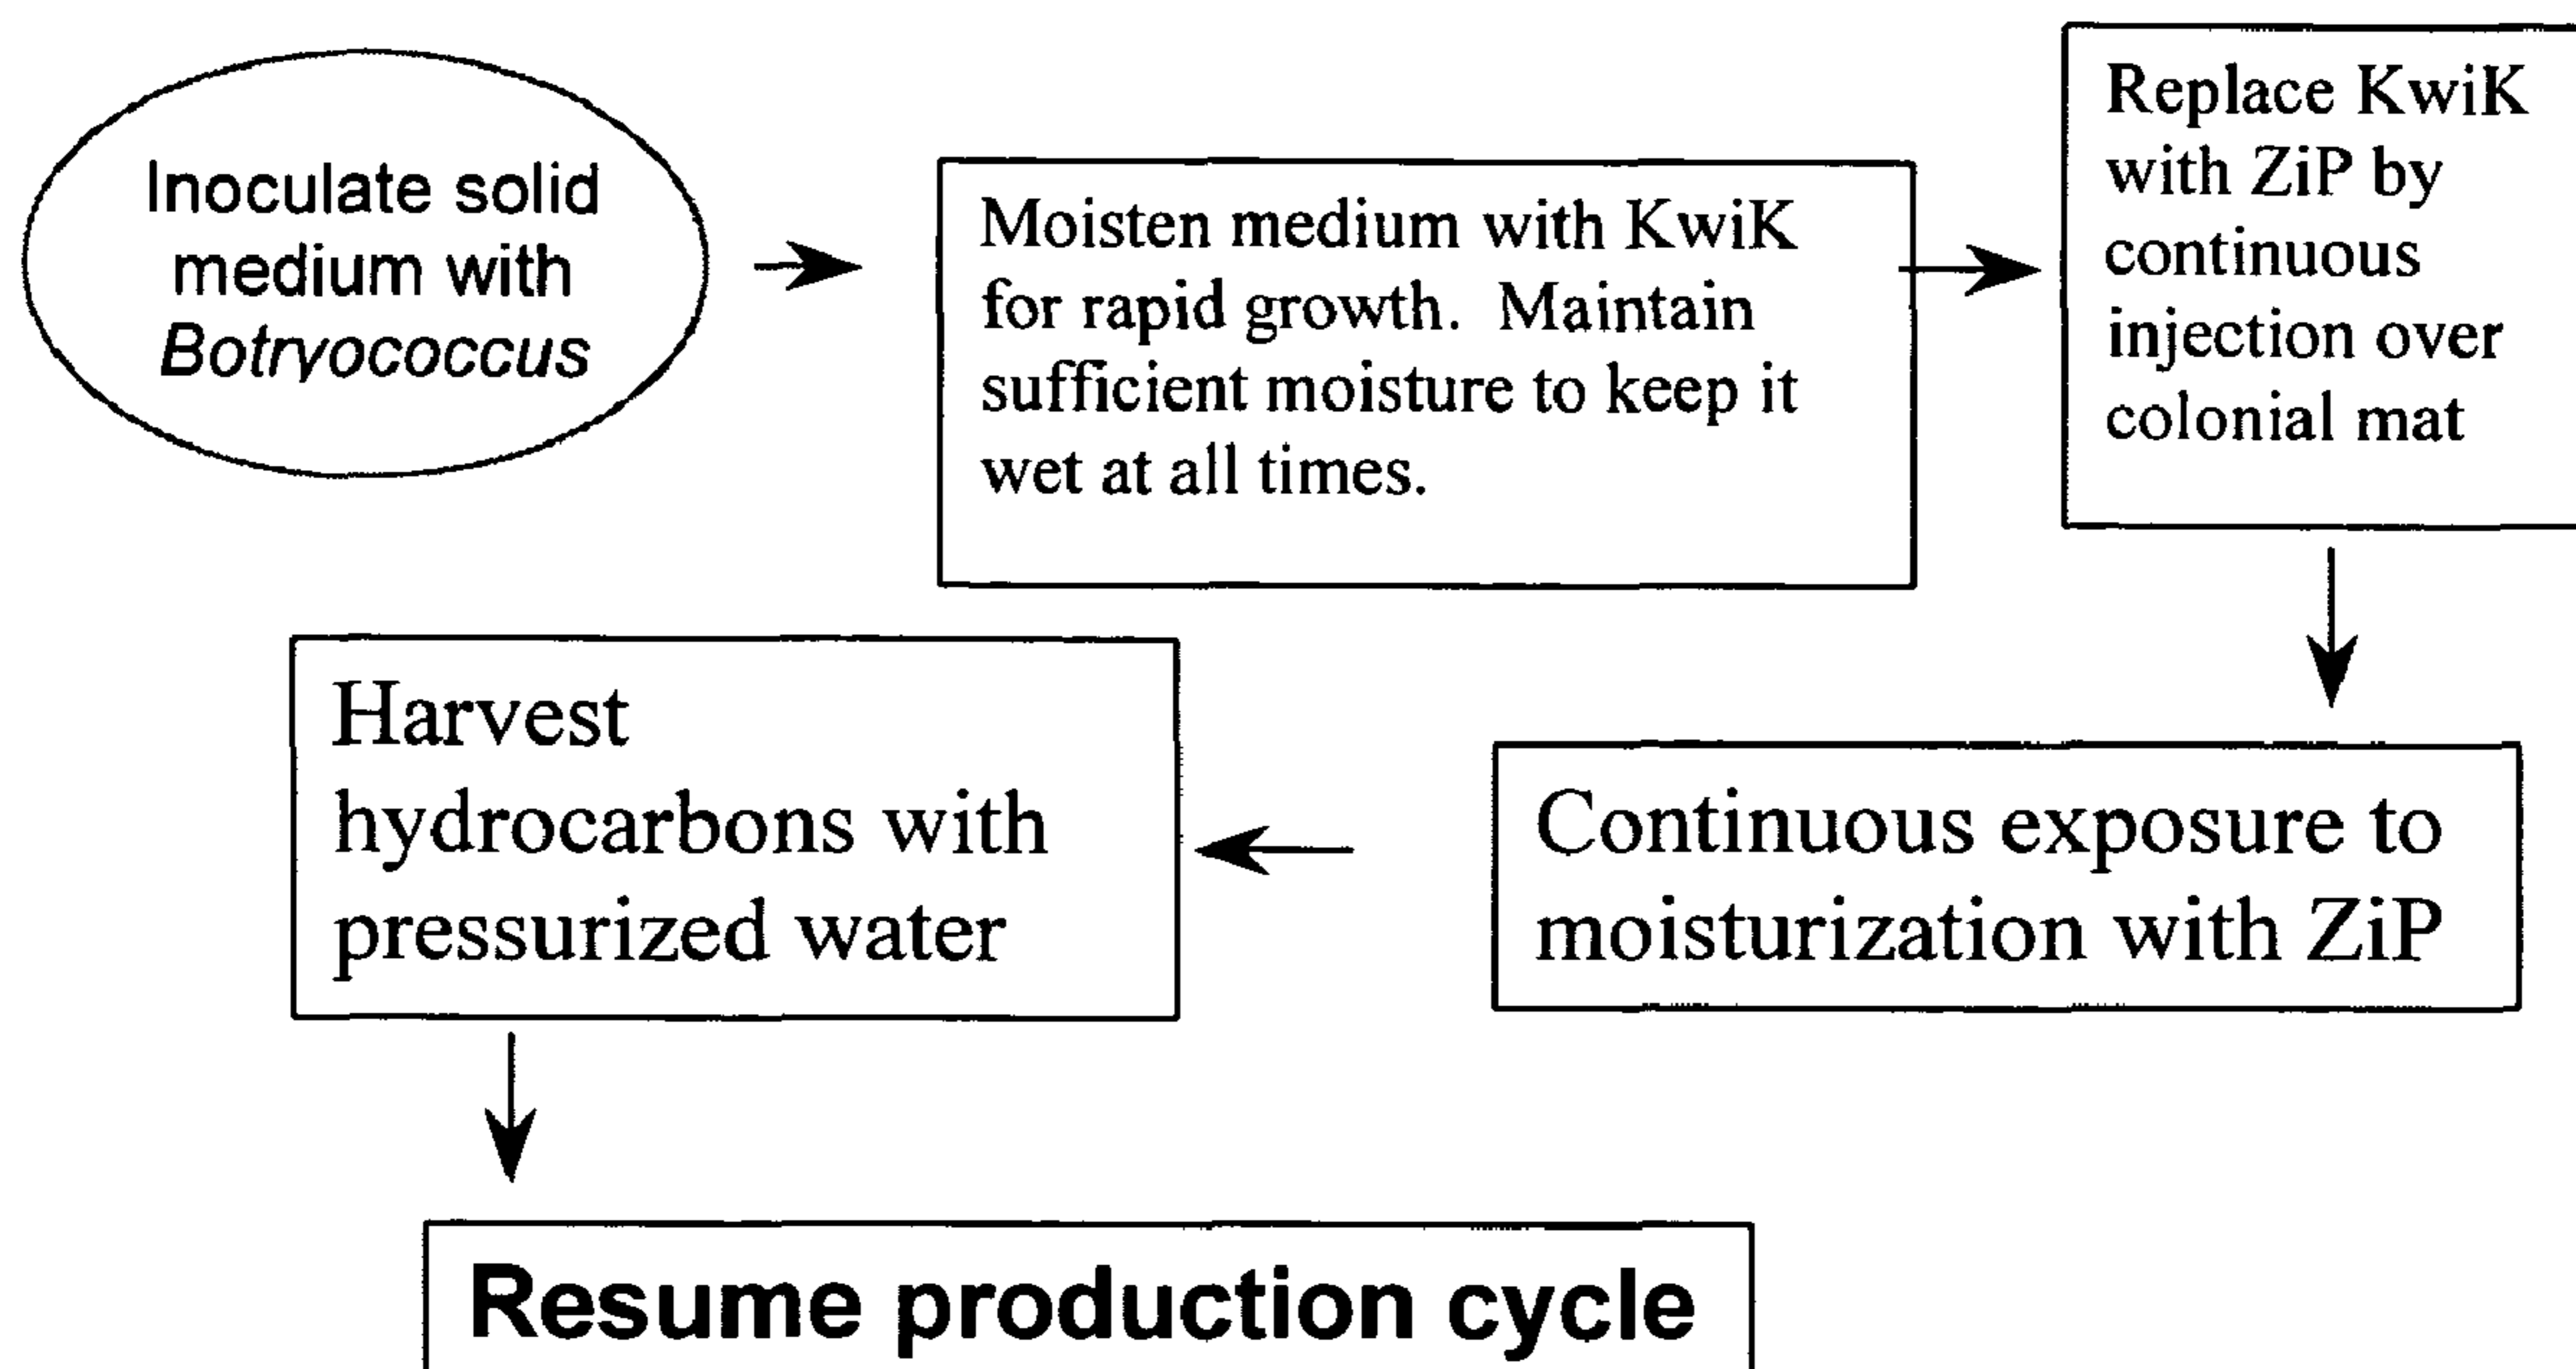 Inoculate solid
medium with
Botryococcus
Moisten medium with KwiK
for rapid growth. Maintain
sufficient moisture to keep it
wet at all times.
Replace KwiK
with ZiP by
continuous
injection over
colonial mat
Continuous exposure to
moisturization with ZiP
Harvest
hydrocarbons with
pressurized water
Resume production cycle